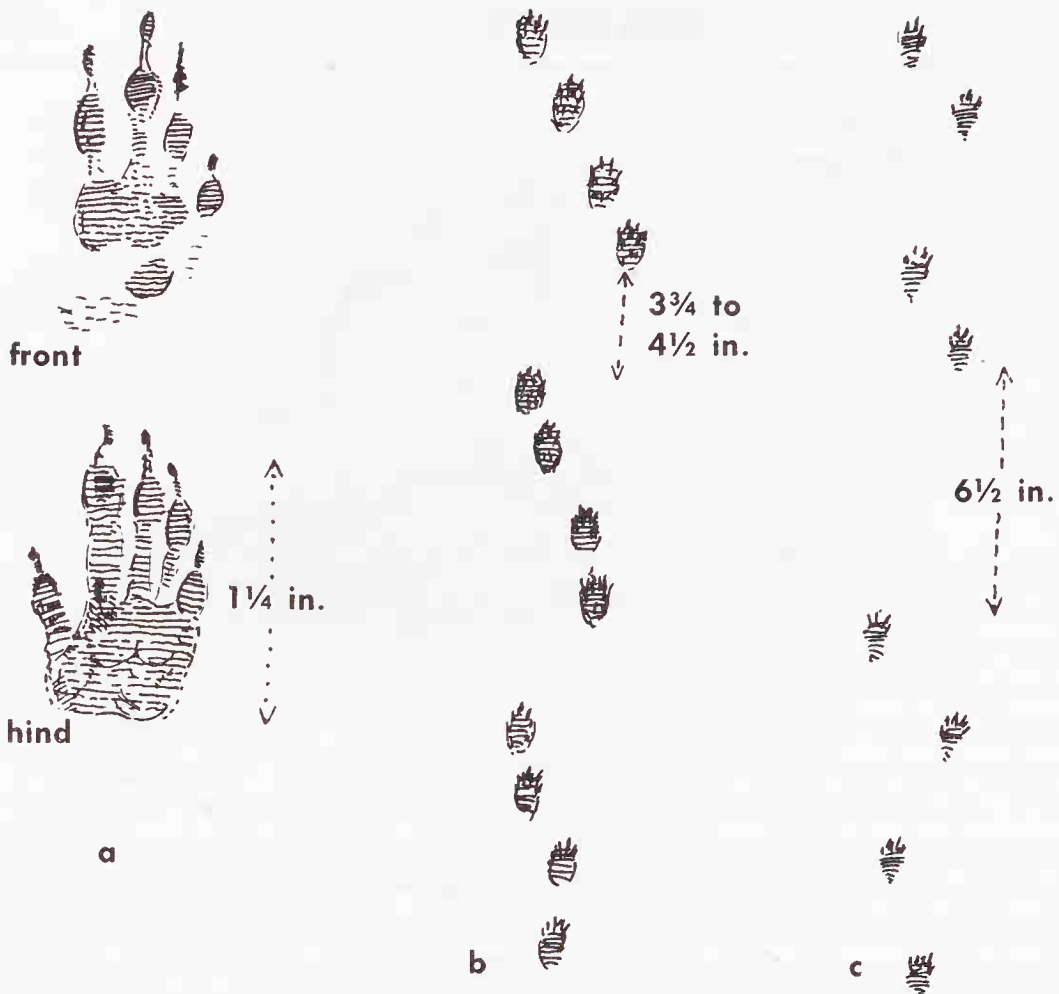 front
hind
1¼ in.
a
3¾ to
4½ in.
b
6½ in.
c